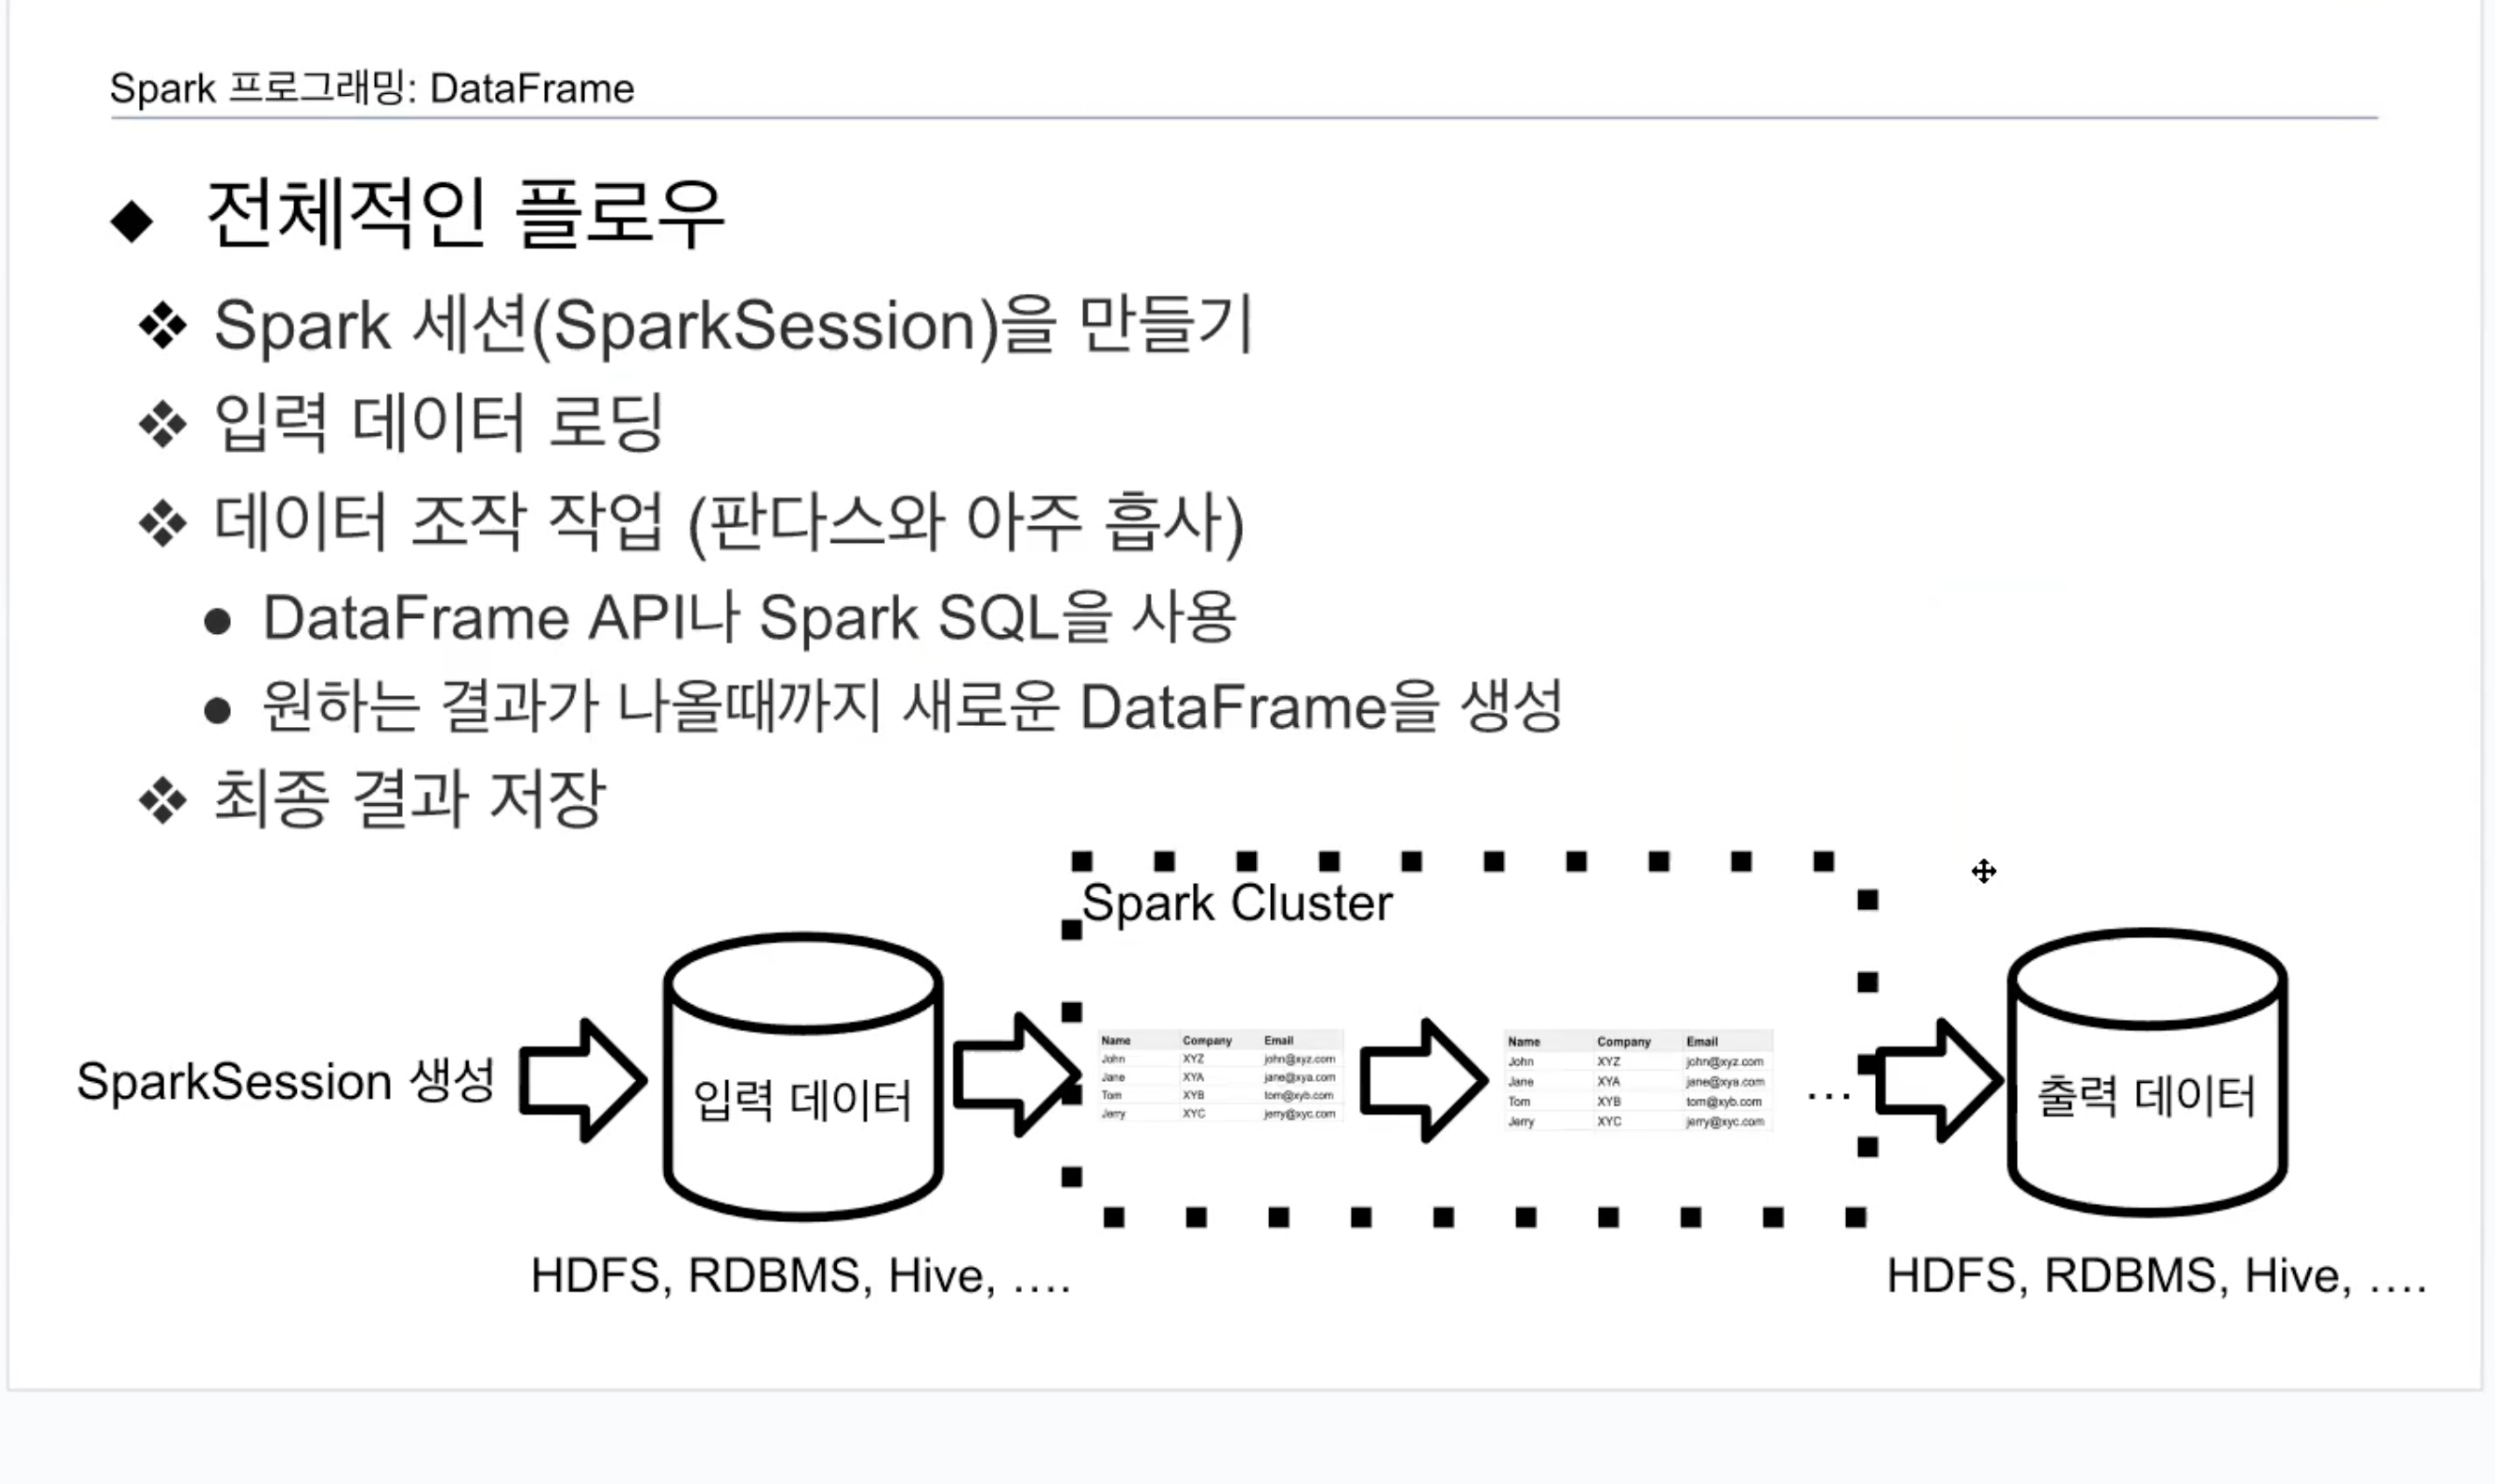 Spark 프로그래밍: DataFrame
전체적인 플로우
Spark 세션(SparkSession)을 만들기
입력 데이터 로딩
데이터 조작 작업 (판다스와 아주 흡사)
DataFrame API나 Spark SQL을 사용
원하는 결과가 나올때까지 새로운 DataFrame을 생성
최종 결과 저장
Spark Cluster
SparkSession 생성
입력 데이터
Name Company Email
John XYZ john@xyz.com
Jane XYA jane@xya.com
Tom XYB tom@xyb.com
Jerry XYC jerry@xyc.com
Name Company Email
John XYZ john@xyz.com
Jane XYA jane@xya.com
Tom XYB tom@xyb.com
Jerry XYC jerry@xyc.com
...
출력 데이터
HDFS, RDBMS, Hive, ....
HDFS, RDBMS, Hive, ....